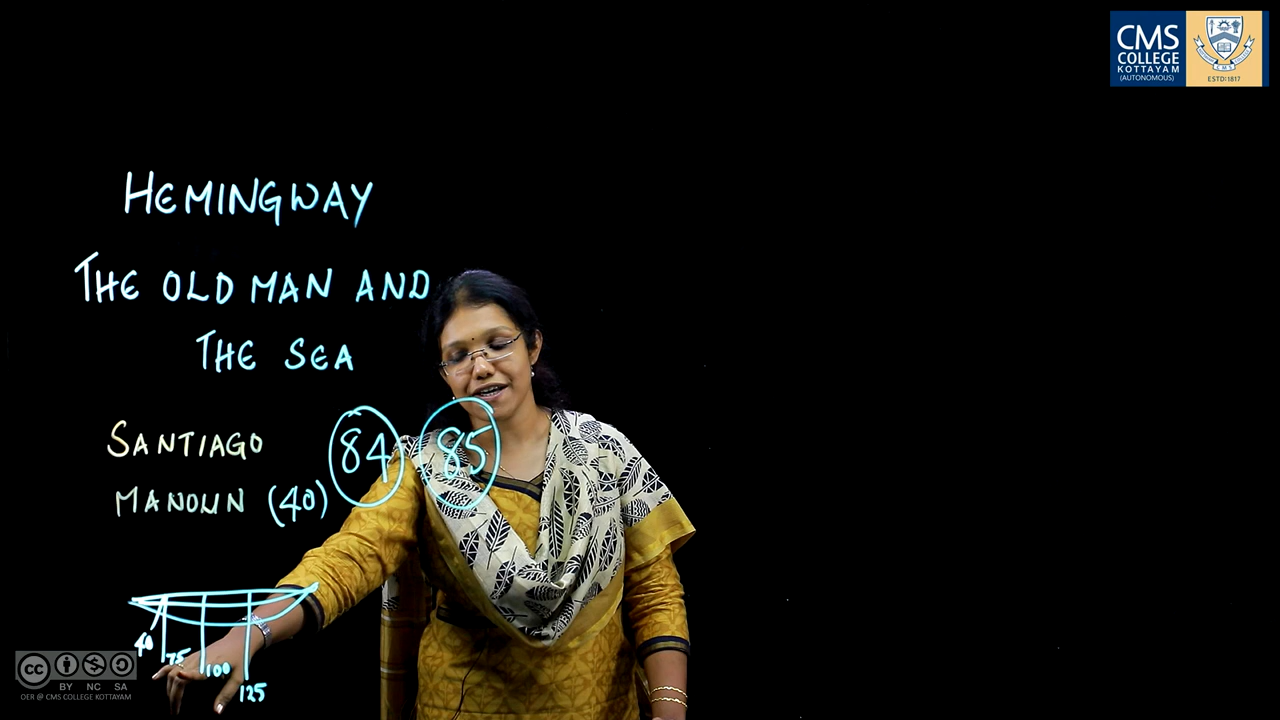 CMS
COLLEGE
KOTTAYAM
(AUTONOMOUS)
ESTD:1817
HEMINGWAY
THE OLD MAN AND
THE SEA
SANTIAGO
84 85
MANOLIN (40)
40
75
100
125
cc
BY NC SA
OER @ CMS COLLEGE KOTTAYAM